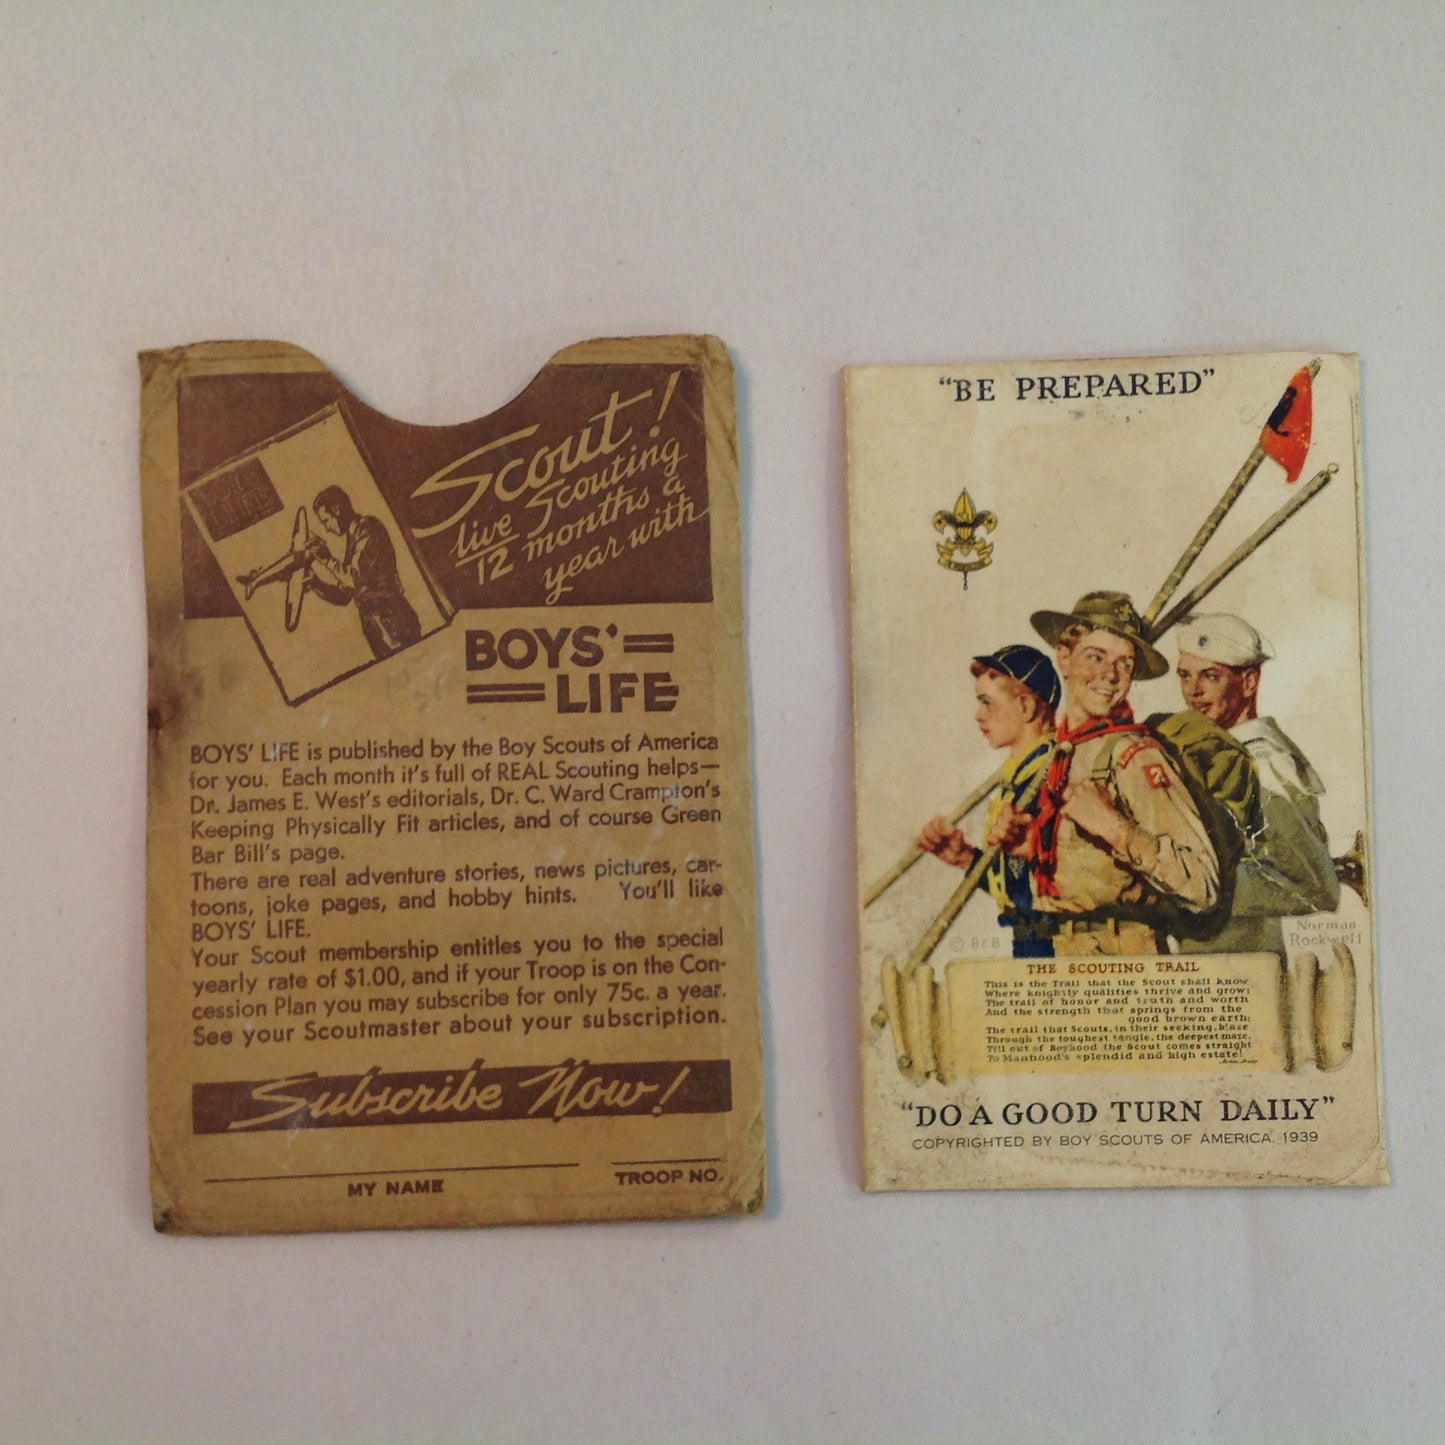 BOYS'
LIFE
Scout!
live Scouting
12 months a
year with
BOYS'
LIFE
BOYS' LIFE is published by the Boy Scouts of America
for you. Each month it's full of REAL Scouting helps—
Dr. James E. West's editorials, Dr. C. Ward Crampton's
Keeping Physically Fit articles, and of course Green
Bar Bill's page.
There are real adventure stories, news pictures, car-
toons, joke pages, and hobby hints. You'll like
BOYS' LIFE.
Your Scout membership entitles you to the special
yearly rate of $1.00, and if your Troop is on the Con-
cession Plan you may subscribe for only 75c. a year.
See your Scoutmaster about your subscription.
Subscribe Now!
MY NAME TROOP NO.
"BE PREPARED"
2
© B&B
Norman
Rockwell
THE SCOUTING TRAIL
This is the Trail that the Scout shall know
Where knightly qualities thrive and grow;
The trail of honor and truth and worth
And the strength that springs from the
good brown earth;
The trail that Scouts, in their seeking, blaze
Through the toughest tangle, the deepest maze,
Till out of Boyhood the Scout comes straight
To Manhood's splendid and high estate!
"DO A GOOD TURN DAILY"
COPYRIGHTED BY BOY SCOUTS OF AMERICA, 1939